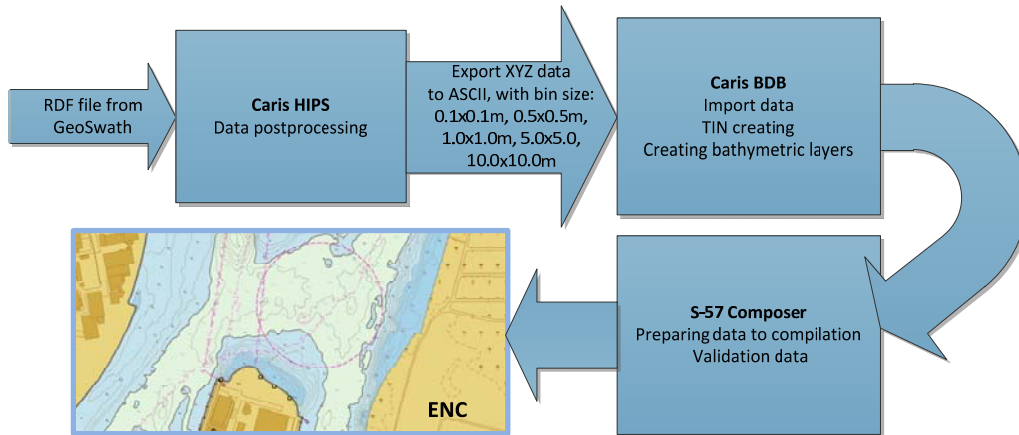 RDF file from
GeoSwath
Caris HIPS
Data postprocessing
Export XYZ data
to ASCII, with bin size:
0.1x0.1m, 0.5x0.5m,
1.0x1.0m, 5.0x5.0,
10.0x10.0m
Caris BDB
Import data
TIN creating
Creating bathymetric layers
S-57 Composer
Preparing data to compilation
Validation data
ENC